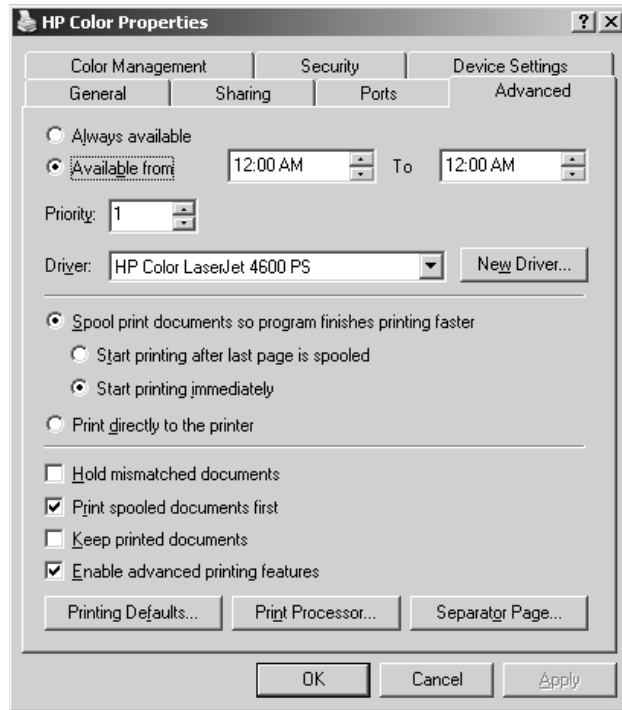 HP Color Properties
Color Management Security Device Settings
General Sharing Ports Advanced
Always available
Available from 12:00 AM To 12:00 AM
Priority: 1
Driver: HP Color LaserJet 4600 PS New Driver...
Spool print documents so program finishes printing faster
Start printing after last page is spooled
Start printing immediately
Print directly to the printer
Hold mismatched documents
Print spooled documents first
Keep printed documents
Enable advanced printing features
Printing Defaults... Print Processor... Separator Page...
OK Cancel Apply